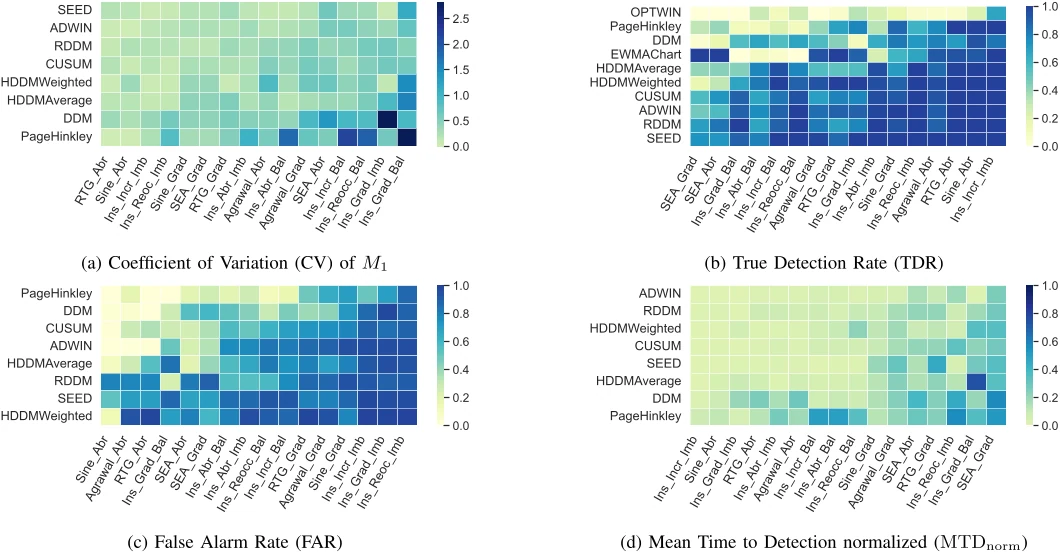 SEED
ADWIN
RDDM
CUSUM
HDDMWeighted
HDDMAverage
DDM
PageHinkley
2.5
2.0
1.5
1.0
0.5
0.0
RTG_Abr
Sine_Abr
Ins_Incr_Imb
Ins_Reoc_Imb
Sine_Grad
SEA_Grad
RTG_Grad
Ins_Abr_Imb
Agrawal_Abr
Ins_Abr_Bal
Agrawal_Grad
SEA_Abr
Ins_Incr_Bal
Ins_Reocc_Bal
Ins_Grad_Imb
Ins_Grad_Bal
(a) Coefficient of Variation (CV) of M1
OPTWIN
PageHinkley
DDM
EWMAChart
HDDMAverage
HDDMWeighted
CUSUM
ADWIN
RDDM
SEED
1.0
0.8
0.6
0.4
0.2
0.0
SEA_Grad
SEA_Abr
Ins_Grad_Bal
Ins_Abr_Bal
Ins_Incr_Bal
Ins_Reocc_Bal
Agrawal_Grad
RTG_Grad
Ins_Grad_Imb
Ins_Abr_Imb
Sine_Grad
Ins_Reoc_Imb
Agrawal_Abr
RTG_Abr
Sine_Abr
Ins_Incr_Imb
(b) True Detection Rate (TDR)
PageHinkley
DDM
CUSUM
ADWIN
HDDMAverage
RDDM
SEED
HDDMWeighted
1.0
0.8
0.6
0.4
0.2
0.0
Sine_Abr
Agrawal_Abr
RTG_Abr
Ins_Grad_Bal
SEA_Abr
SEA_Grad
Ins_Abr_Bal
Ins_Abr_Imb
Ins_Reocc_Bal
Ins_Incr_Bal
RTG_Grad
Agrawal_Grad
Sine_Grad
Ins_Incr_Imb
Ins_Grad_Imb
Ins_Reoc_Imb
(c) False Alarm Rate (FAR)
ADWIN
RDDM
HDDMWeighted
CUSUM
SEED
HDDMAverage
DDM
PageHinkley
1.0
0.8
0.6
0.4
0.2
0.0
Ins_Incr_Imb
Sine_Abr
Ins_Grad_Imb
RTG_Abr
Ins_Abr_Imb
Agrawal_Abr
Ins_Incr_Bal
Ins_Abr_Bal
Ins_Reocc_Bal
Sine_Grad
Agrawal_Grad
SEA_Abr
RTG_Grad
Ins_Reoc_Imb
Ins_Grad_Bal
SEA_Grad
(d) Mean Time to Detection normalized (MTDnorm)